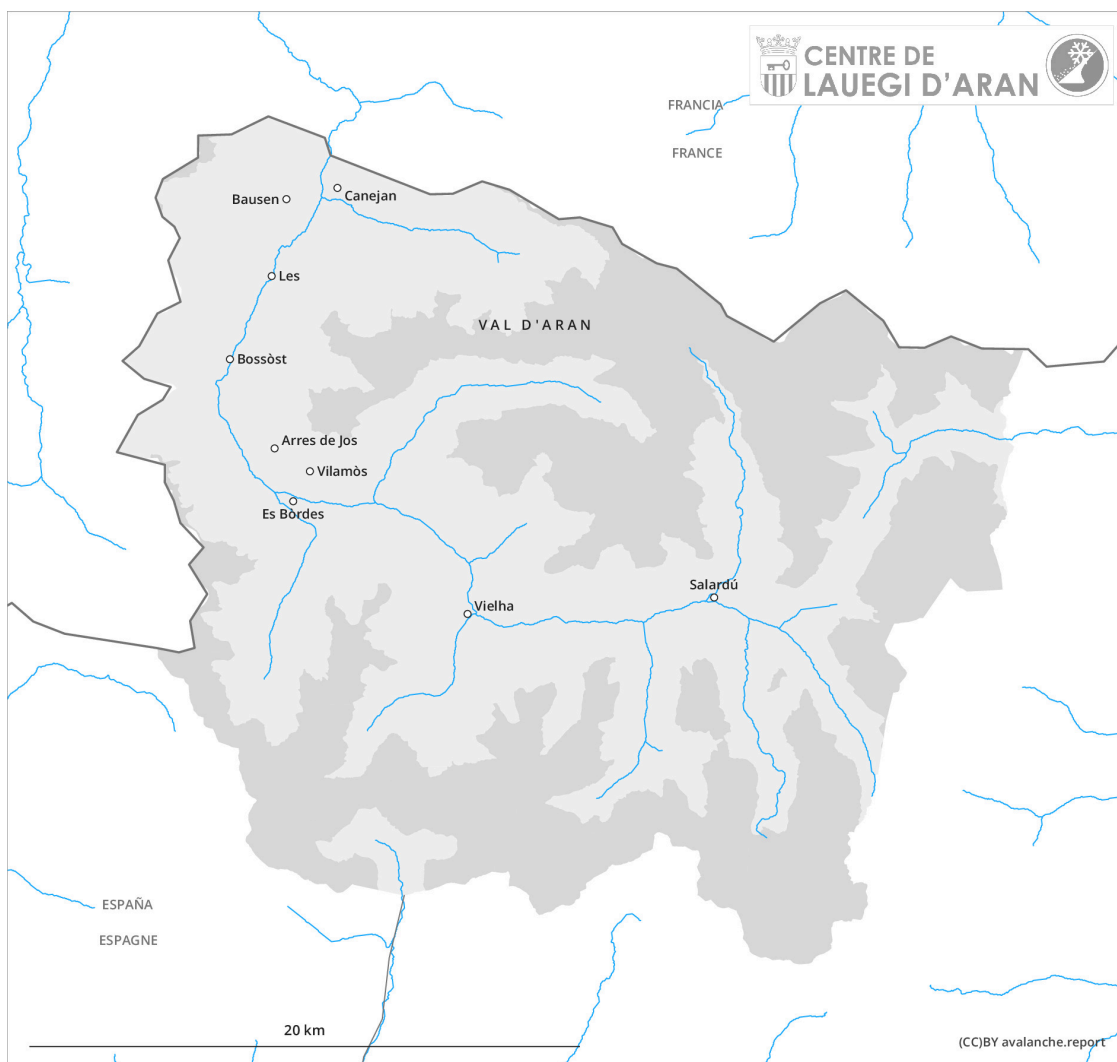 CENTRE DE
LAUEGI D'ARAN
FRANCIA
FRANCE
Canejan
Bausen
Les
VAL D'ARAN
Bossòst
Arres de Jos
Vilamòs
Es Bòrdes
Salardú
Vielha
ESPAÑA
ESPAGNE
20 km
(CC)BY avalanche.report